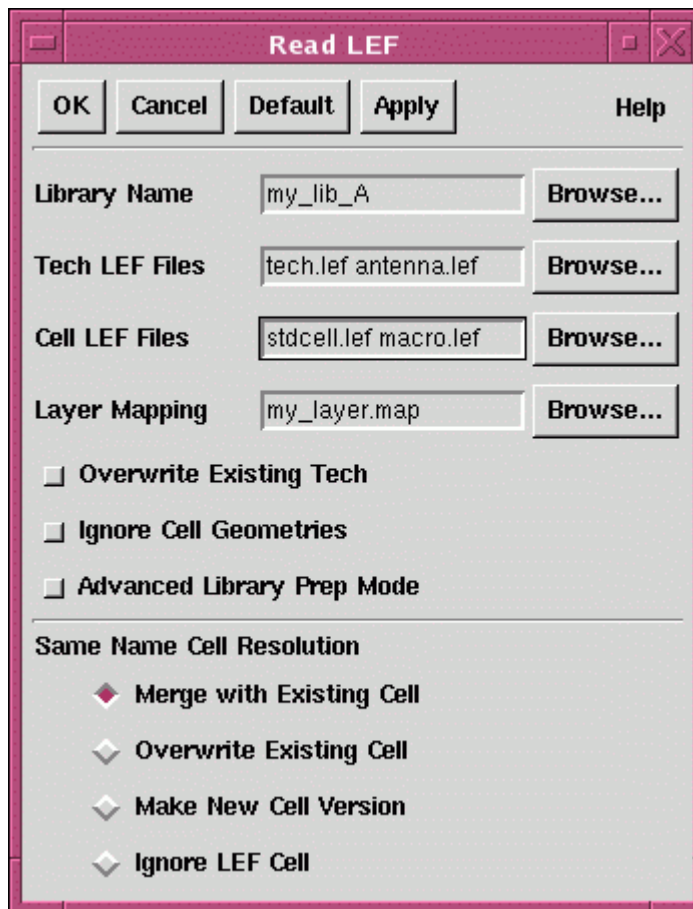 Read LEF
OK Cancel Default Apply Help
Library Name my_lib_A Browse...
Tech LEF Files tech.lef antenna.lef Browse...
Cell LEF Files stdcell.lef macro.lef Browse...
Layer Mapping my_layer.map Browse...
Overwrite Existing Tech
Ignore Cell Geometries
Advanced Library Prep Mode
Same Name Cell Resolution
Merge with Existing Cell
Overwrite Existing Cell
Make New Cell Version
Ignore LEF Cell